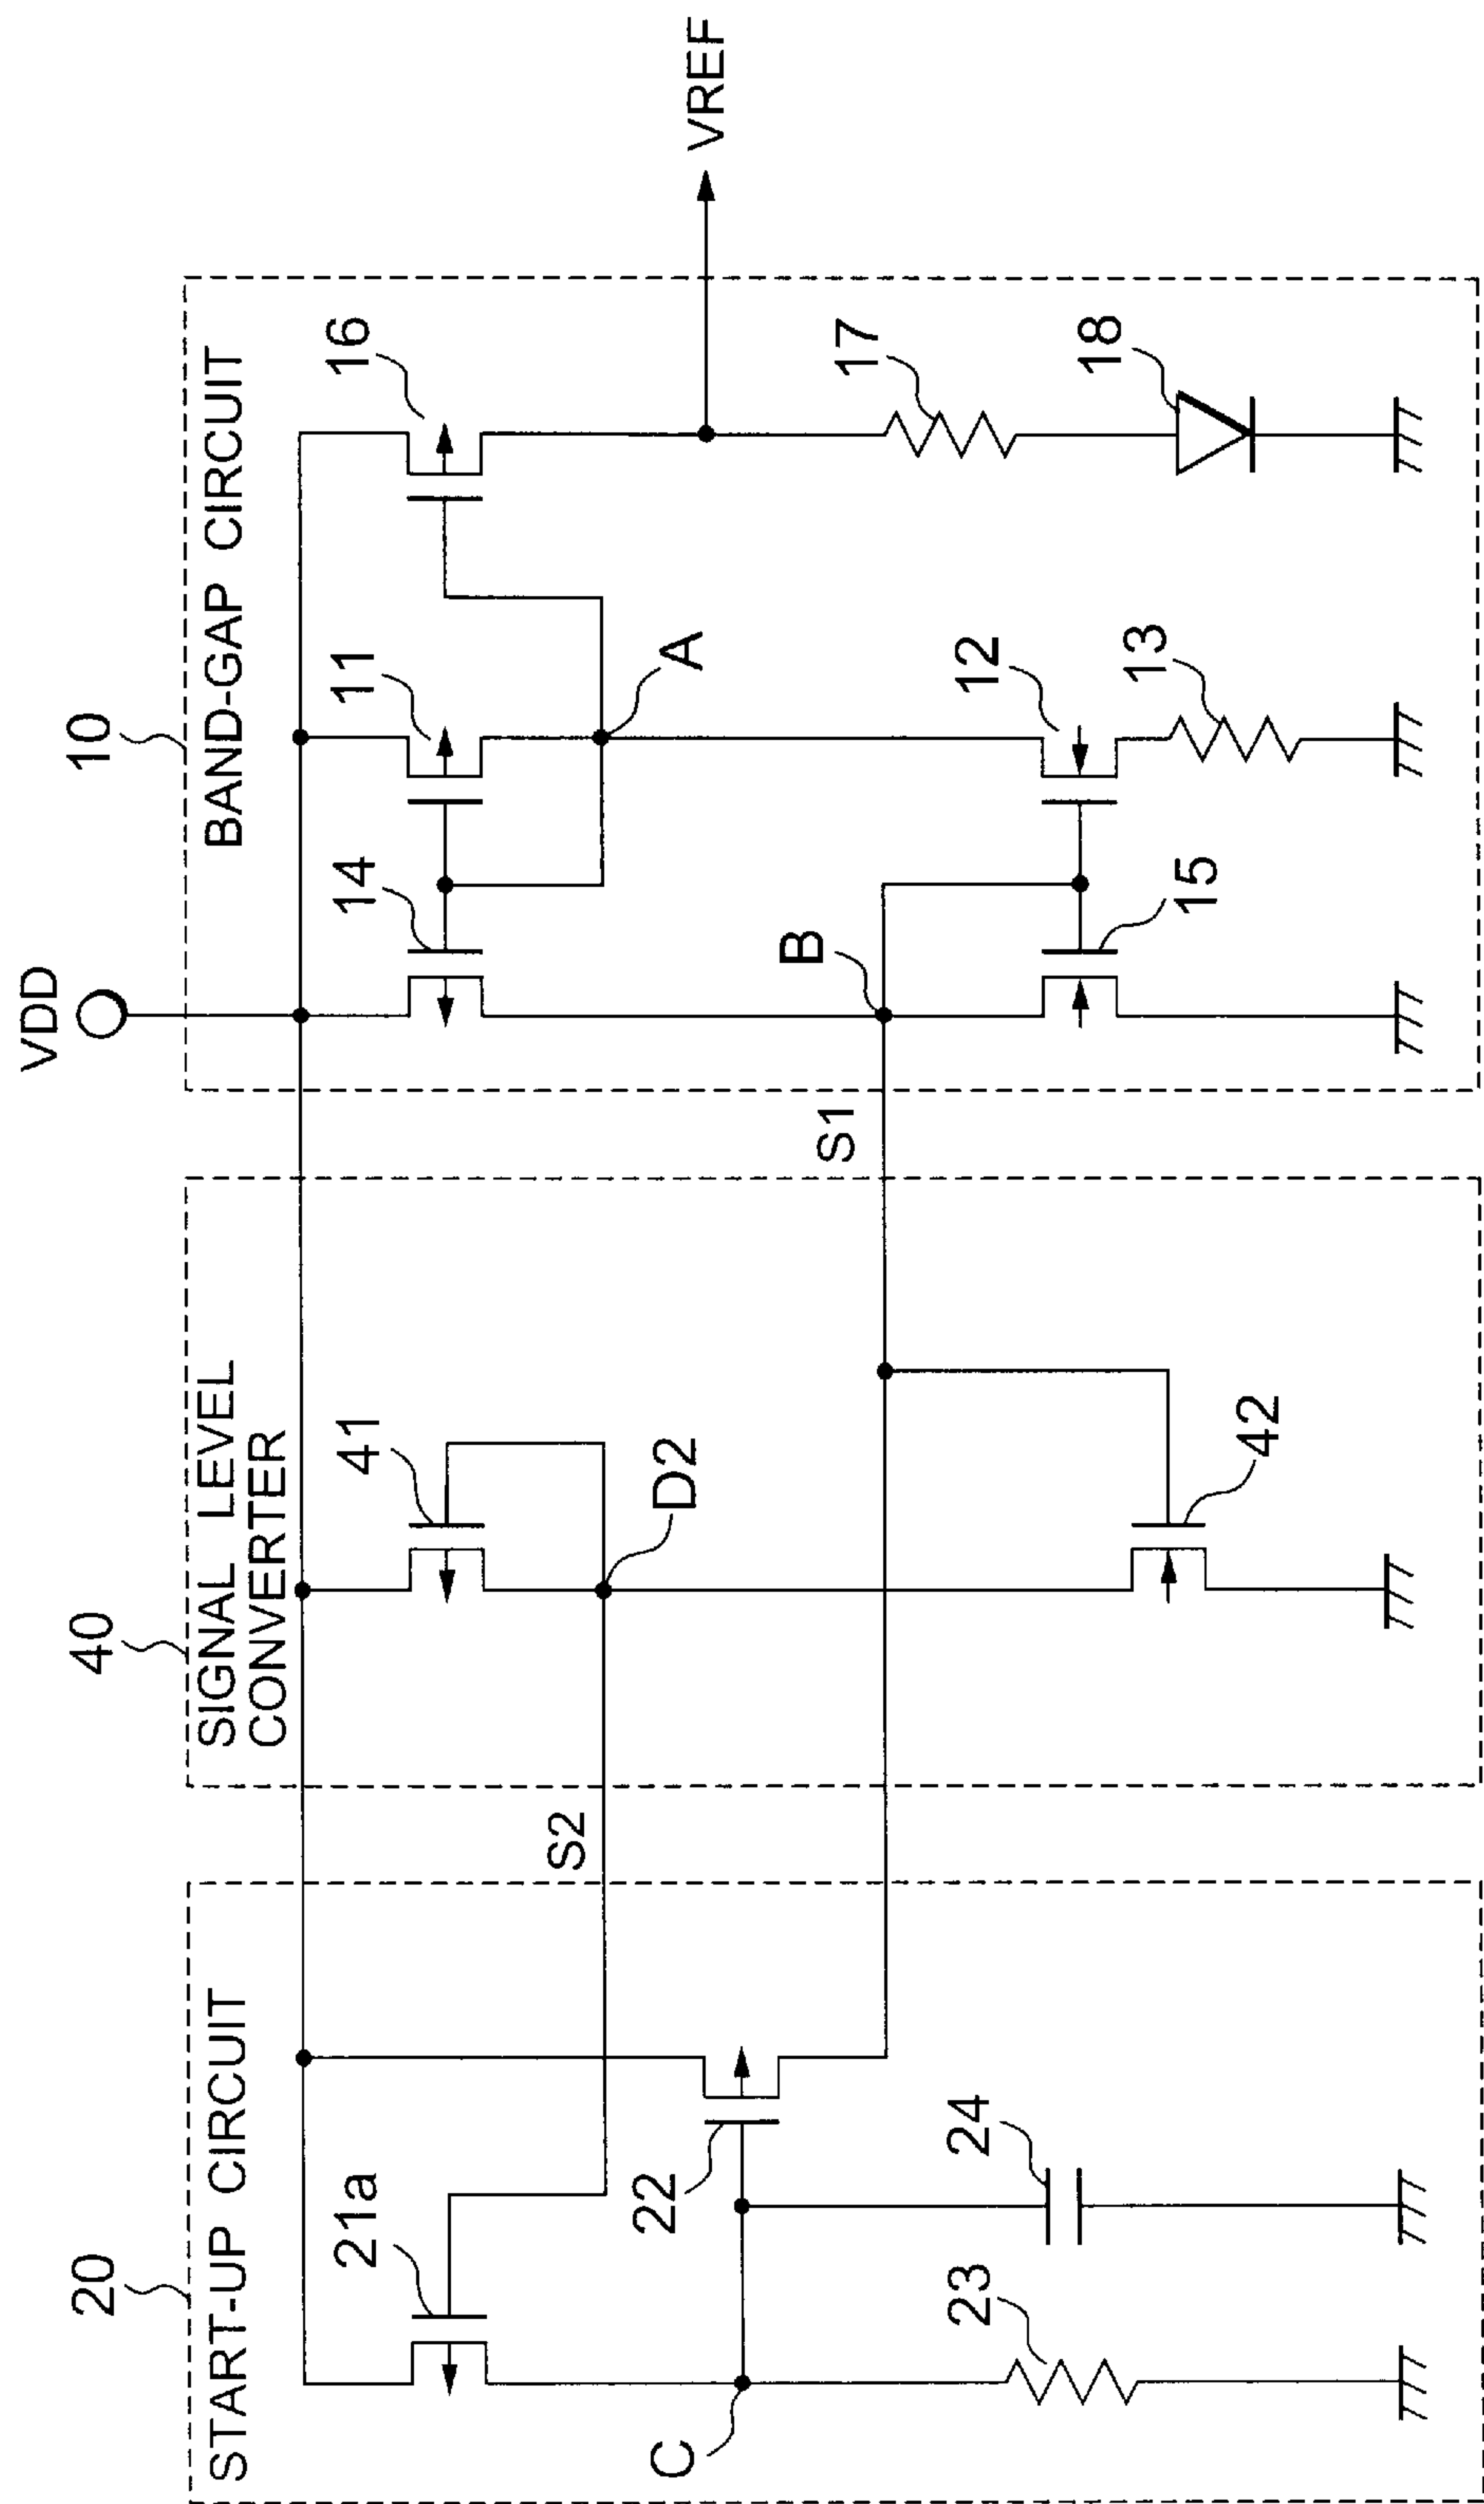 VDD
20
40
10
START-UP CIRCUIT
SIGNAL LEVEL
CONVERTER
BAND-GAP CIRCUIT
21a
41
14
11
16
S2
D2
A
VREF
C
22
S1
B
23
24
42
15
12
13
17
18